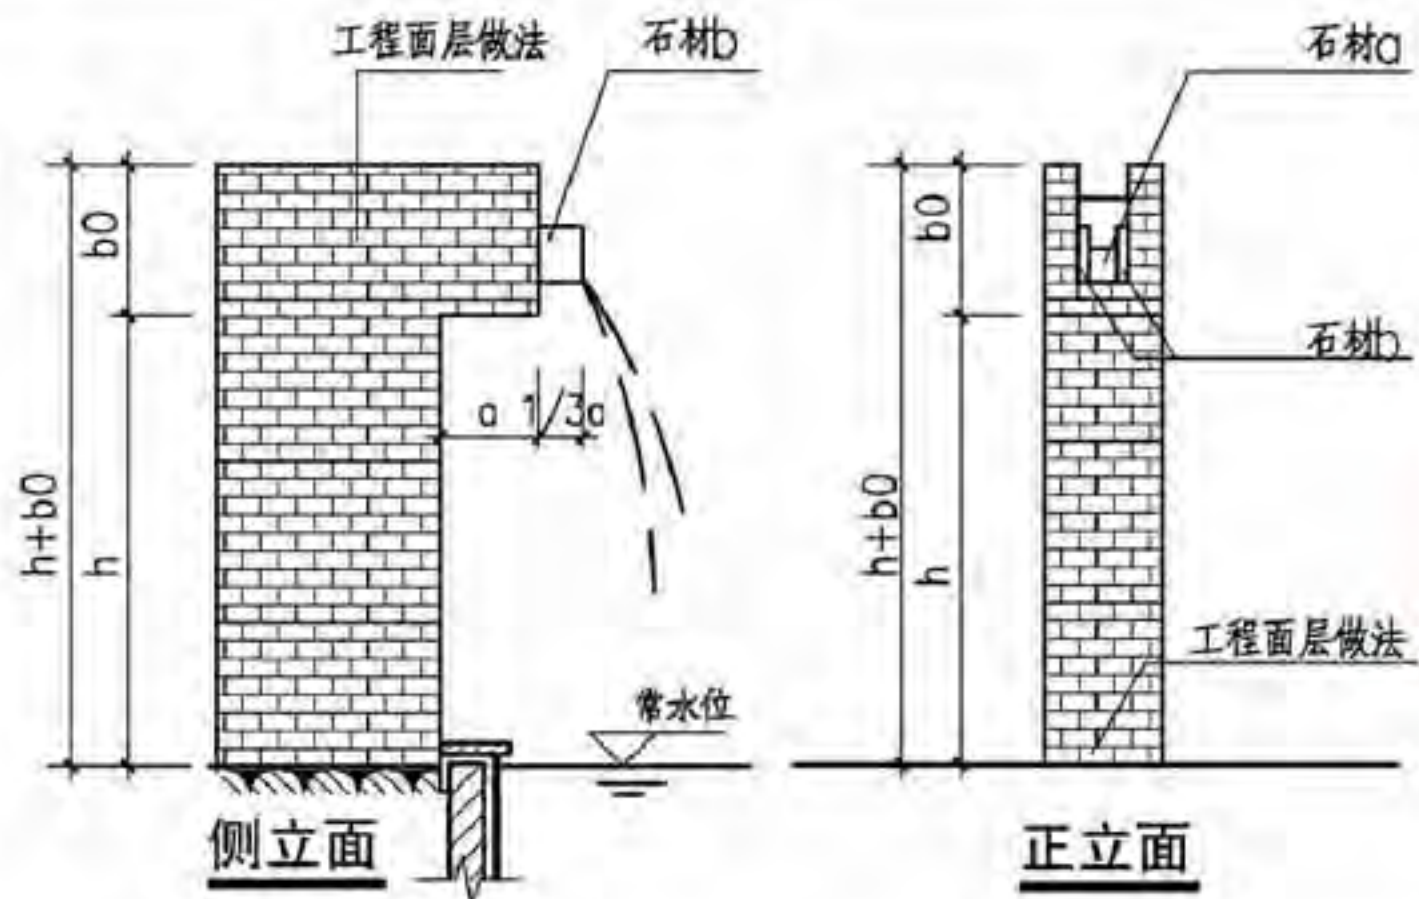 工程面层做法
石材b
石材a
b0
b0
石材b
a
1/3a
h+b0
h
h+b0
h
工程面层做法
常水位
侧立面
正立面